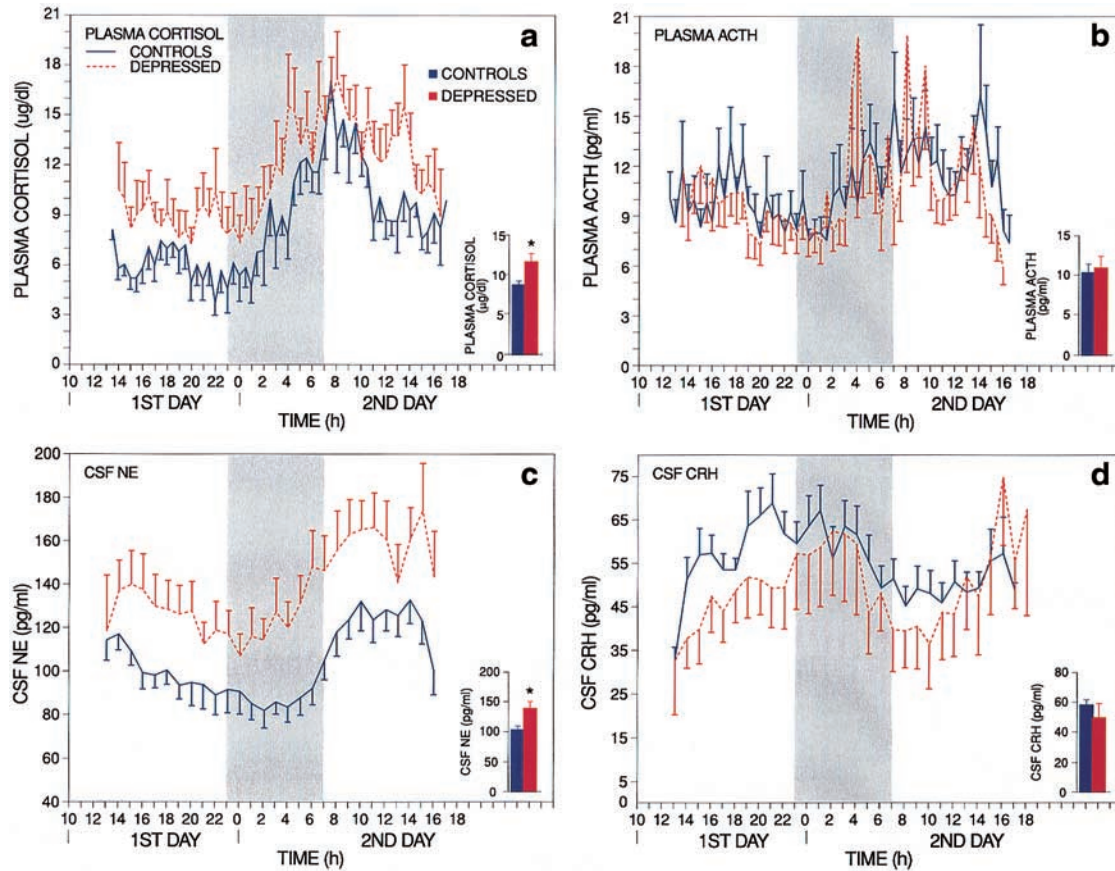 a
PLASMA CORTISOL
CONTROLS
DEPRESSED
CONTROLS
DEPRESSED
PLASMA CORTISOL (ug/dl)
21
18
15
12
9
6
3
0
PLASMA CORTISOL
(µg/dl)
15
10
5
0
*
10 12 14 16 18 20 22 0 2 4 6 8 10 12 14 16 18
1ST DAY 2ND DAY
TIME (h)
b
PLASMA ACTH
PLASMA ACTH (pg/ml)
21
18
15
12
9
6
3
0
PLASMA ACTH
(pg/ml)
15
10
5
0
10 12 14 16 18 20 22 0 2 4 6 8 10 12 14 16 18
1ST DAY 2ND DAY
TIME (h)
c
CSF NE
CSF NE (pg/ml)
200
180
160
140
120
100
80
60
40
CSF NE (pg/ml)
200
150
100
50
0
*
10 12 14 16 18 20 22 0 2 4 6 8 10 12 14 16 18
1ST DAY 2ND DAY
TIME (h)
d
CSF CRH
CSF CRH (pg/ml)
75
65
55
45
35
25
15
5
0
CSF CRH (pg/ml)
80
60
40
20
0
10 12 14 16 18 20 22 0 2 4 6 8 10 12 14 16 18
1ST DAY 2ND DAY
TIME (h)